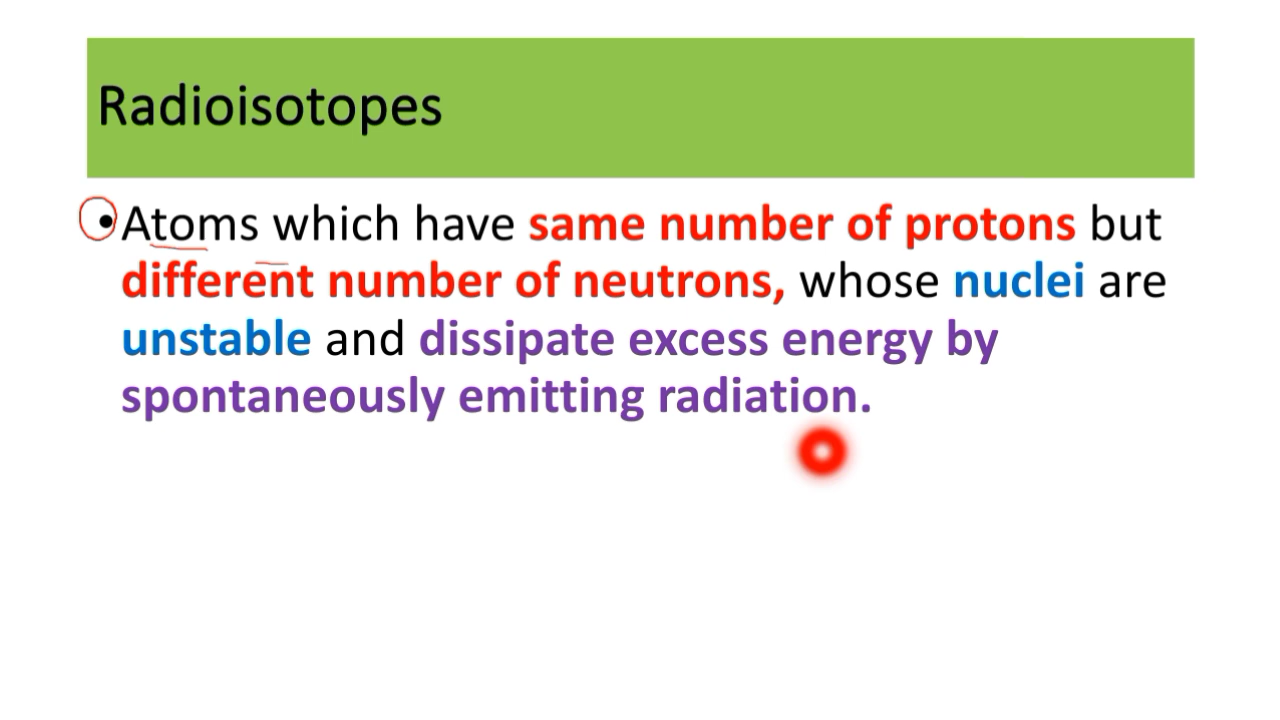 Radioisotopes
•Atoms which have same number of protons but
different number of neutrons, whose nuclei are
unstable and dissipate excess energy by
spontaneously emitting radiation.